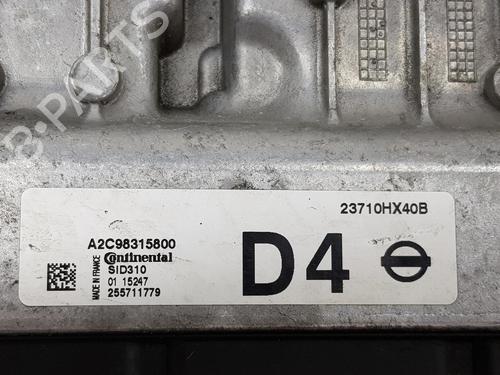 B-PARTS
23710HX40B
A2C98315800
Continental
SID310
01 15247
255711779
MADE IN FRANCE
D4